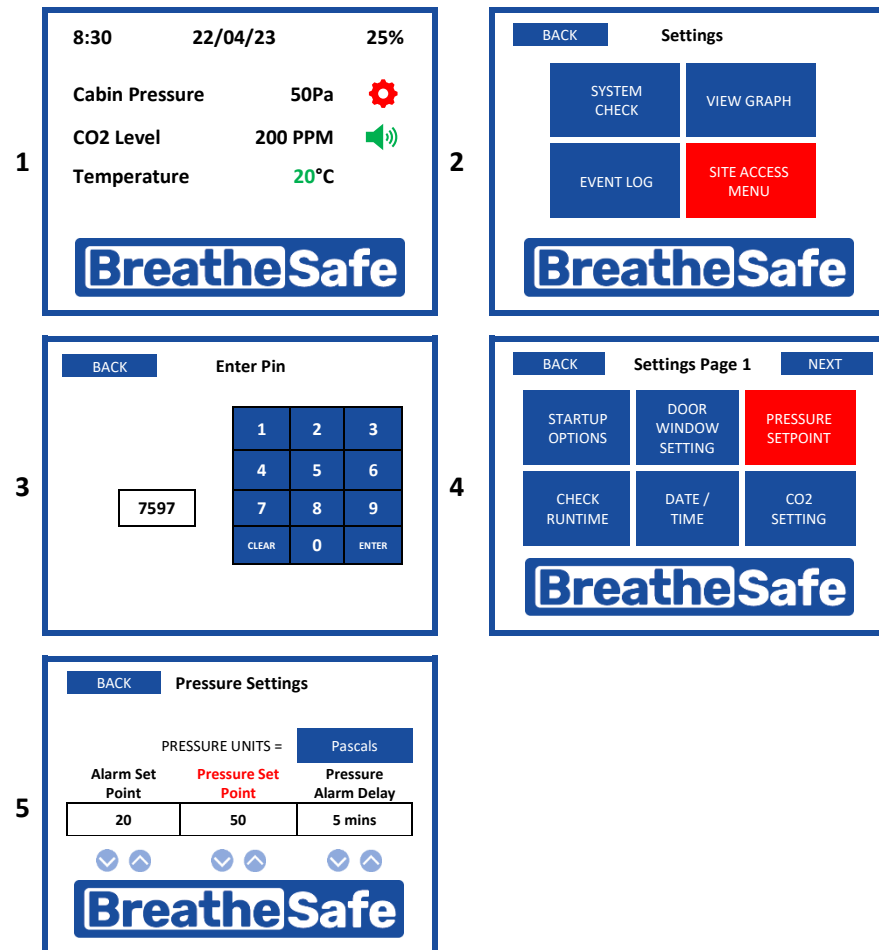 1
8:30 22/04/23 25%
Cabin Pressure 50Pa
CO2 Level 200 PPM
Temperature 20°C
BreatheSafe
2
BACK Settings
SYSTEM
CHECK
VIEW GRAPH
EVENT LOG
SITE ACCESS
MENU
BreatheSafe
3
BACK Enter Pin
1 2 3
4 5 6
7597
7 8 9
CLEAR 0 ENTER
4
BACK Settings Page 1 NEXT
STARTUP
OPTIONS
DOOR
WINDOW
SETTING
PRESSURE
SETPOINT
CHECK
RUNTIME
DATE /
TIME
CO2
SETTING
BreatheSafe
5
BACK Pressure Settings
PRESSURE UNITS = Pascals
Alarm Set
Point
Pressure Set
Point
Pressure
Alarm Delay
20 50 5 mins
BreatheSafe